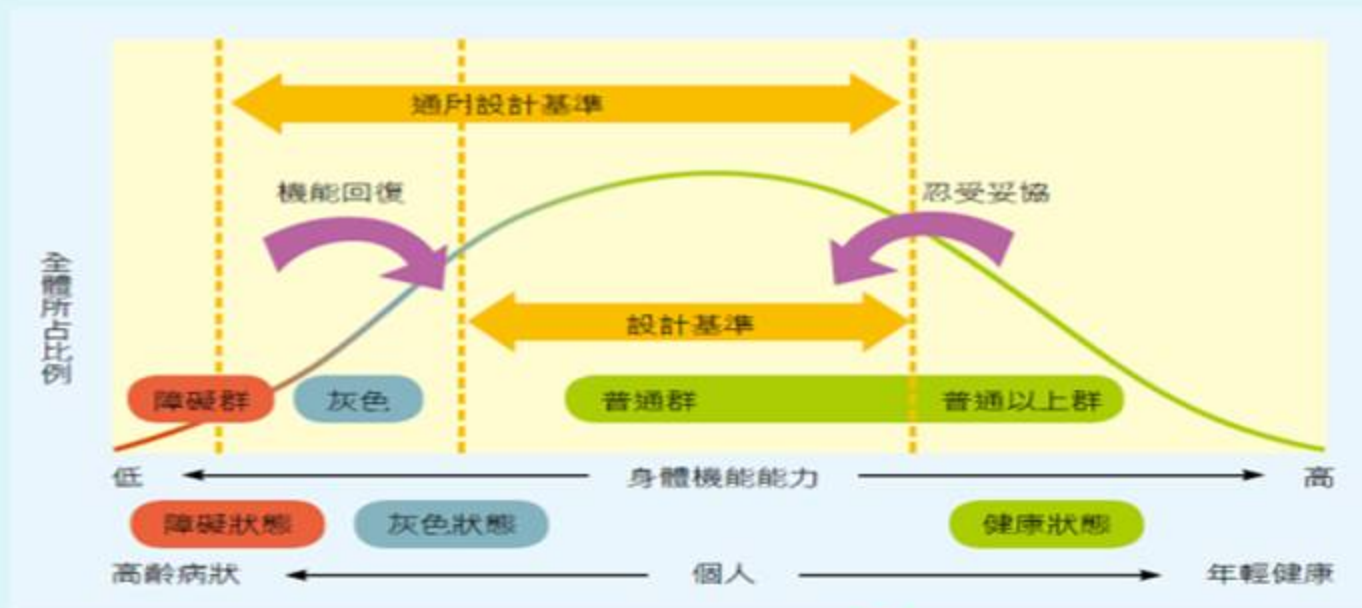 通用設計基準
機能回復
忍受妥協
全體所占比例
設計基準
障礙群
灰色
普通群
普通以上群
低
身體機能能力
高
障礙狀態
灰色狀態
健康狀態
高齡病狀
個人
年輕健康